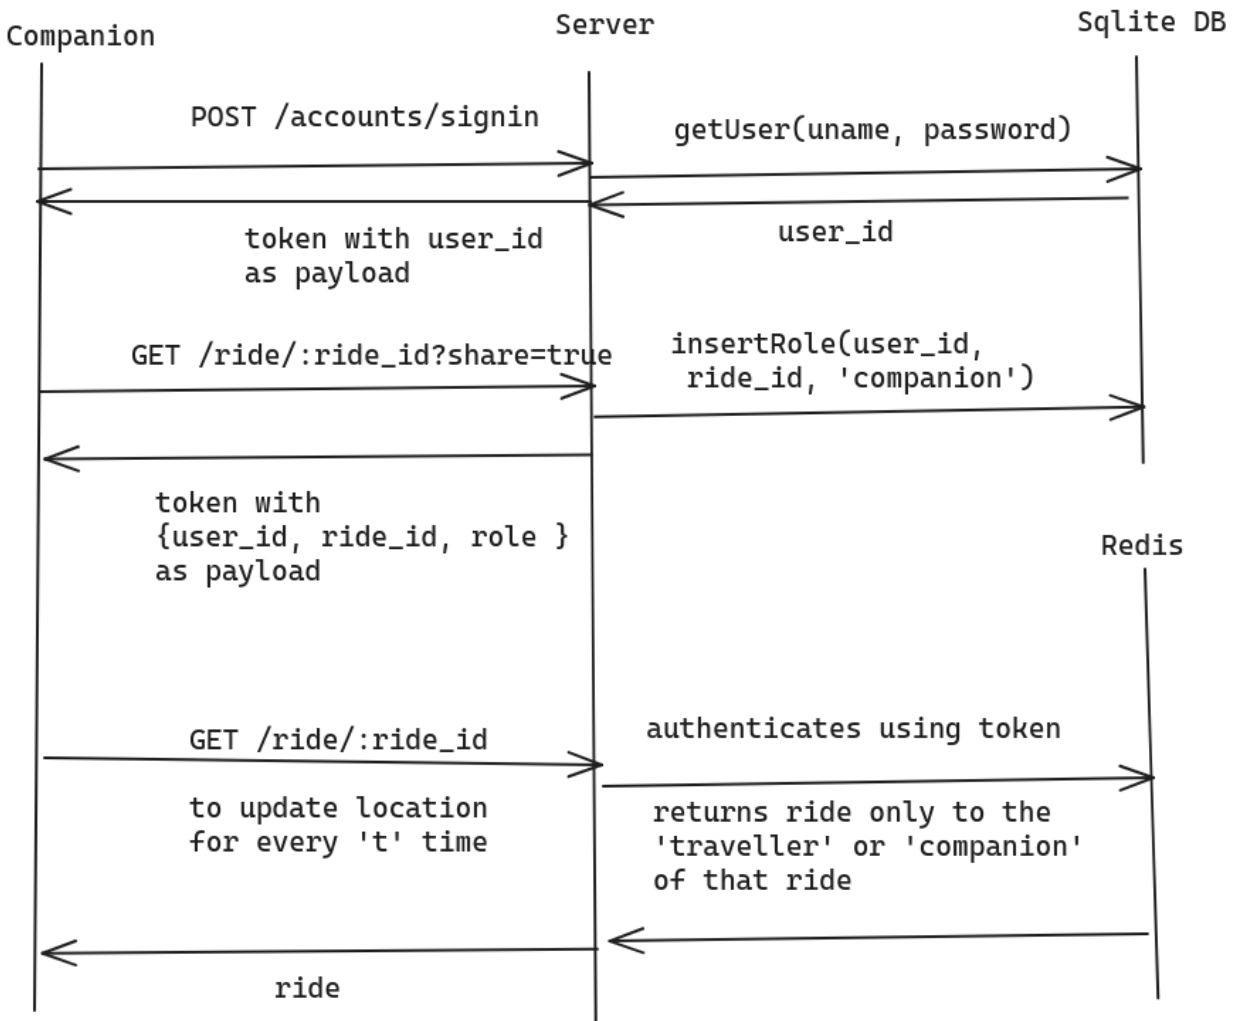 Companion
Server
Sqlite DB
POST /accounts/signin
getUser(uname, password)
token with user_id
as payload
user_id
GET /ride/:ride_id?share=true
insertRole(user_id,
ride_id, 'companion')
token with
{user_id, ride_id, role }
as payload
Redis
GET /ride/:ride_id
authenticates using token
to update location
for every 't' time
returns ride only to the
'traveller' or 'companion'
of that ride
ride